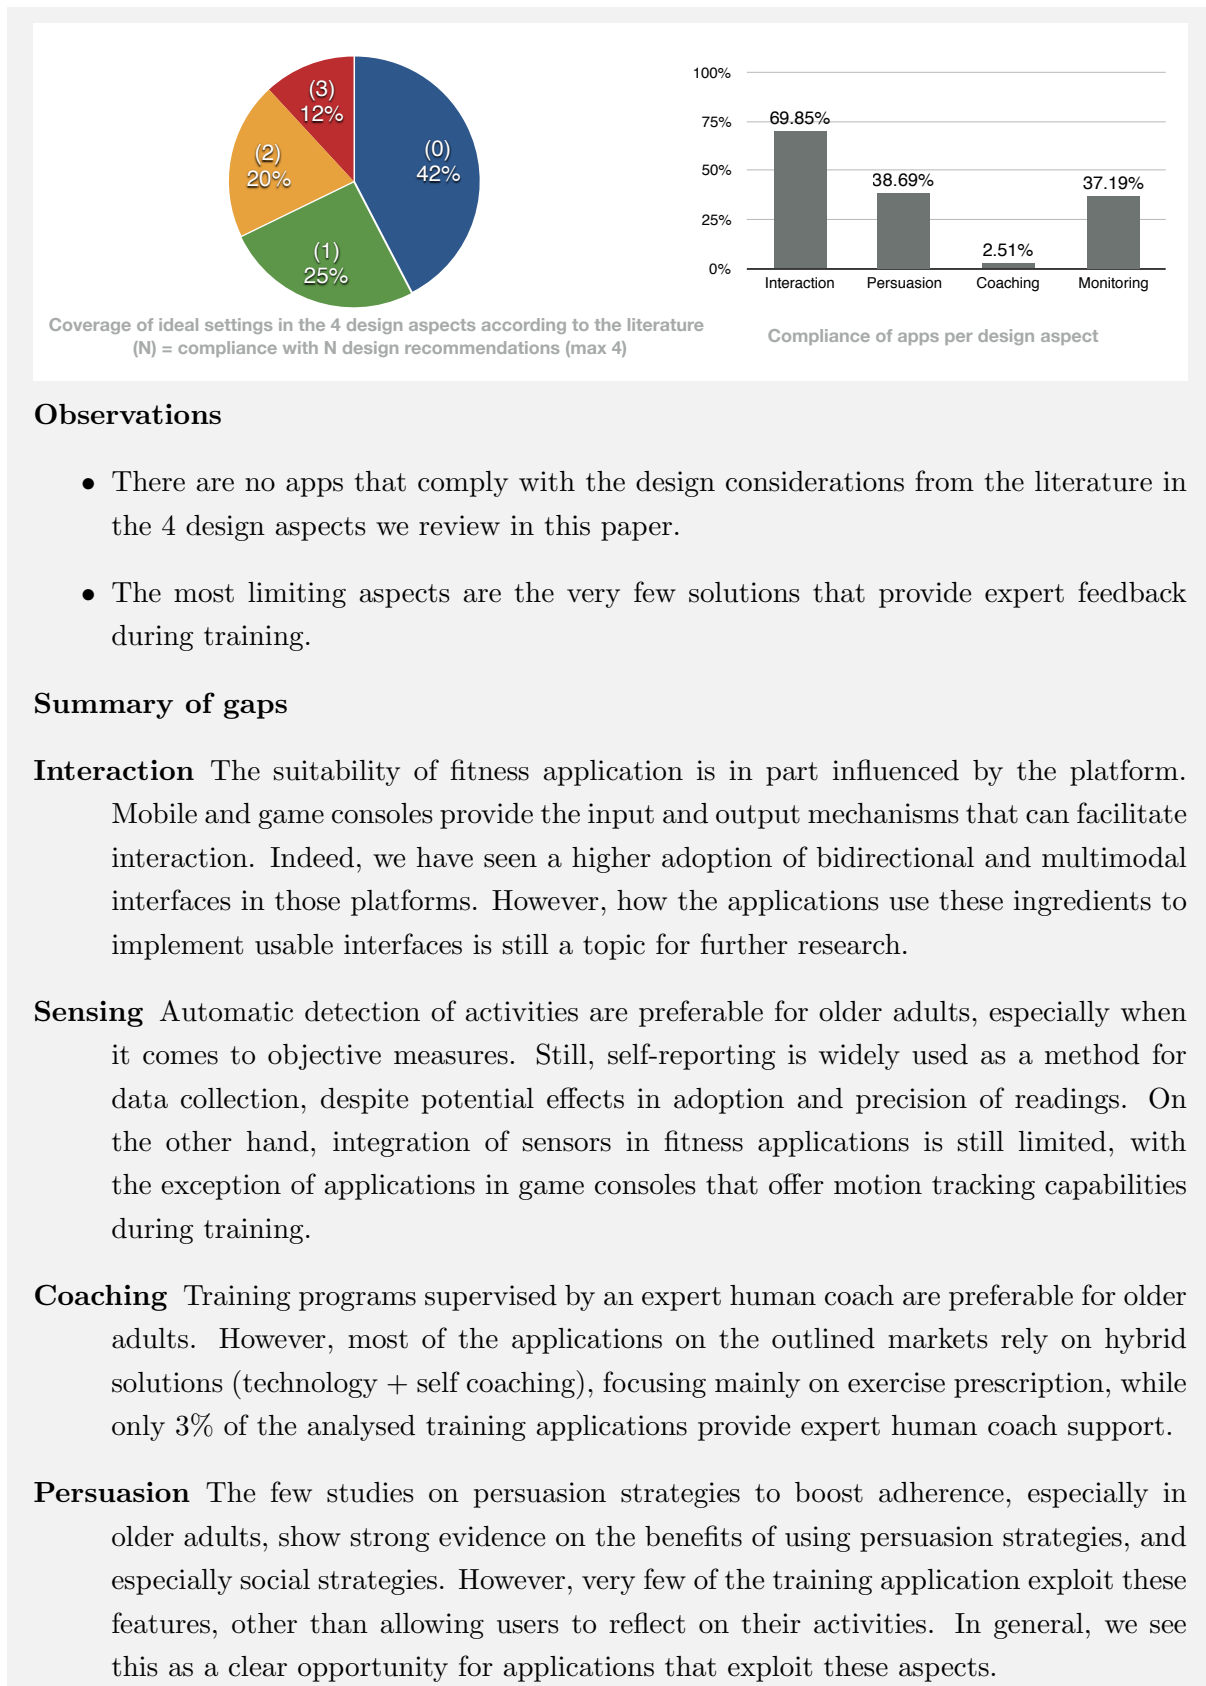 (3)
12%
(0)
42%
(2)
20%
(1)
25%
Coverage of ideal settings in the 4 design aspects according to the literature
(N) = compliance with N design recommendations (max 4)
100%
75%
50%
25%
0%
69.85%
38.69%
2.51%
37.19%
Interaction Persuasion Coaching Monitoring
Compliance of apps per design aspect
Observations
• There are no apps that comply with the design considerations from the literature in
the 4 design aspects we review in this paper.
• The most limiting aspects are the very few solutions that provide expert feedback
during training.
Summary of gaps
Interaction The suitability of fitness application is in part influenced by the platform.
Mobile and game consoles provide the input and output mechanisms that can facilitate
interaction. Indeed, we have seen a higher adoption of bidirectional and multimodal
interfaces in those platforms. However, how the applications use these ingredients to
implement usable interfaces is still a topic for further research.
Sensing Automatic detection of activities are preferable for older adults, especially when
it comes to objective measures. Still, self-reporting is widely used as a method for
data collection, despite potential effects in adoption and precision of readings. On
the other hand, integration of sensors in fitness applications is still limited, with
the exception of applications in game consoles that offer motion tracking capabilities
during training.
Coaching Training programs supervised by an expert human coach are preferable for older
adults. However, most of the applications on the outlined markets rely on hybrid
solutions (technology + self coaching), focusing mainly on exercise prescription, while
only 3% of the analysed training applications provide expert human coach support.
Persuasion The few studies on persuasion strategies to boost adherence, especially in
older adults, show strong evidence on the benefits of using persuasion strategies, and
especially social strategies. However, very few of the training application exploit these
features, other than allowing users to reflect on their activities. In general, we see
this as a clear opportunity for applications that exploit these aspects.